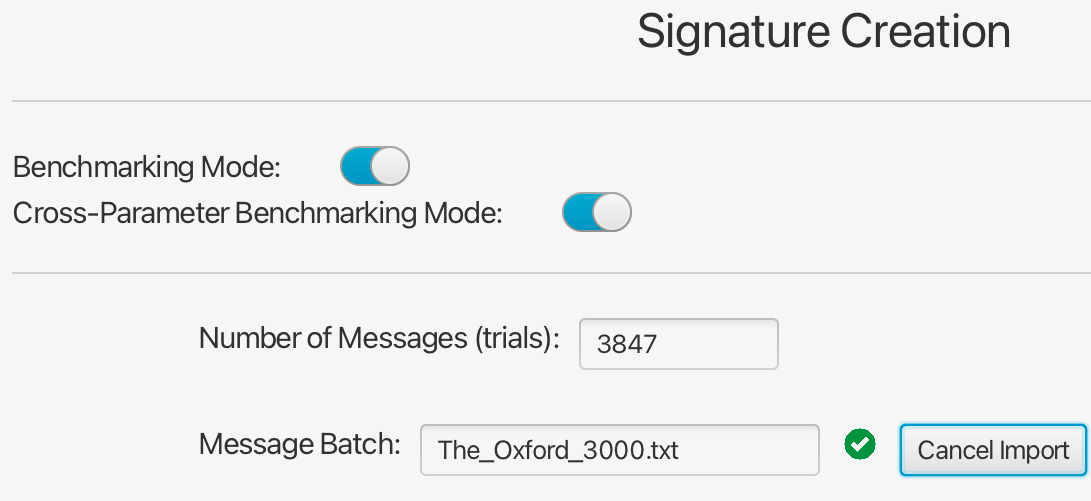 Signature Creation
Benchmarking Mode:
Cross-Parameter Benchmarking Mode:
Number of Messages (trials): 3847
Message Batch: The_Oxford_3000.txt Cancel Import